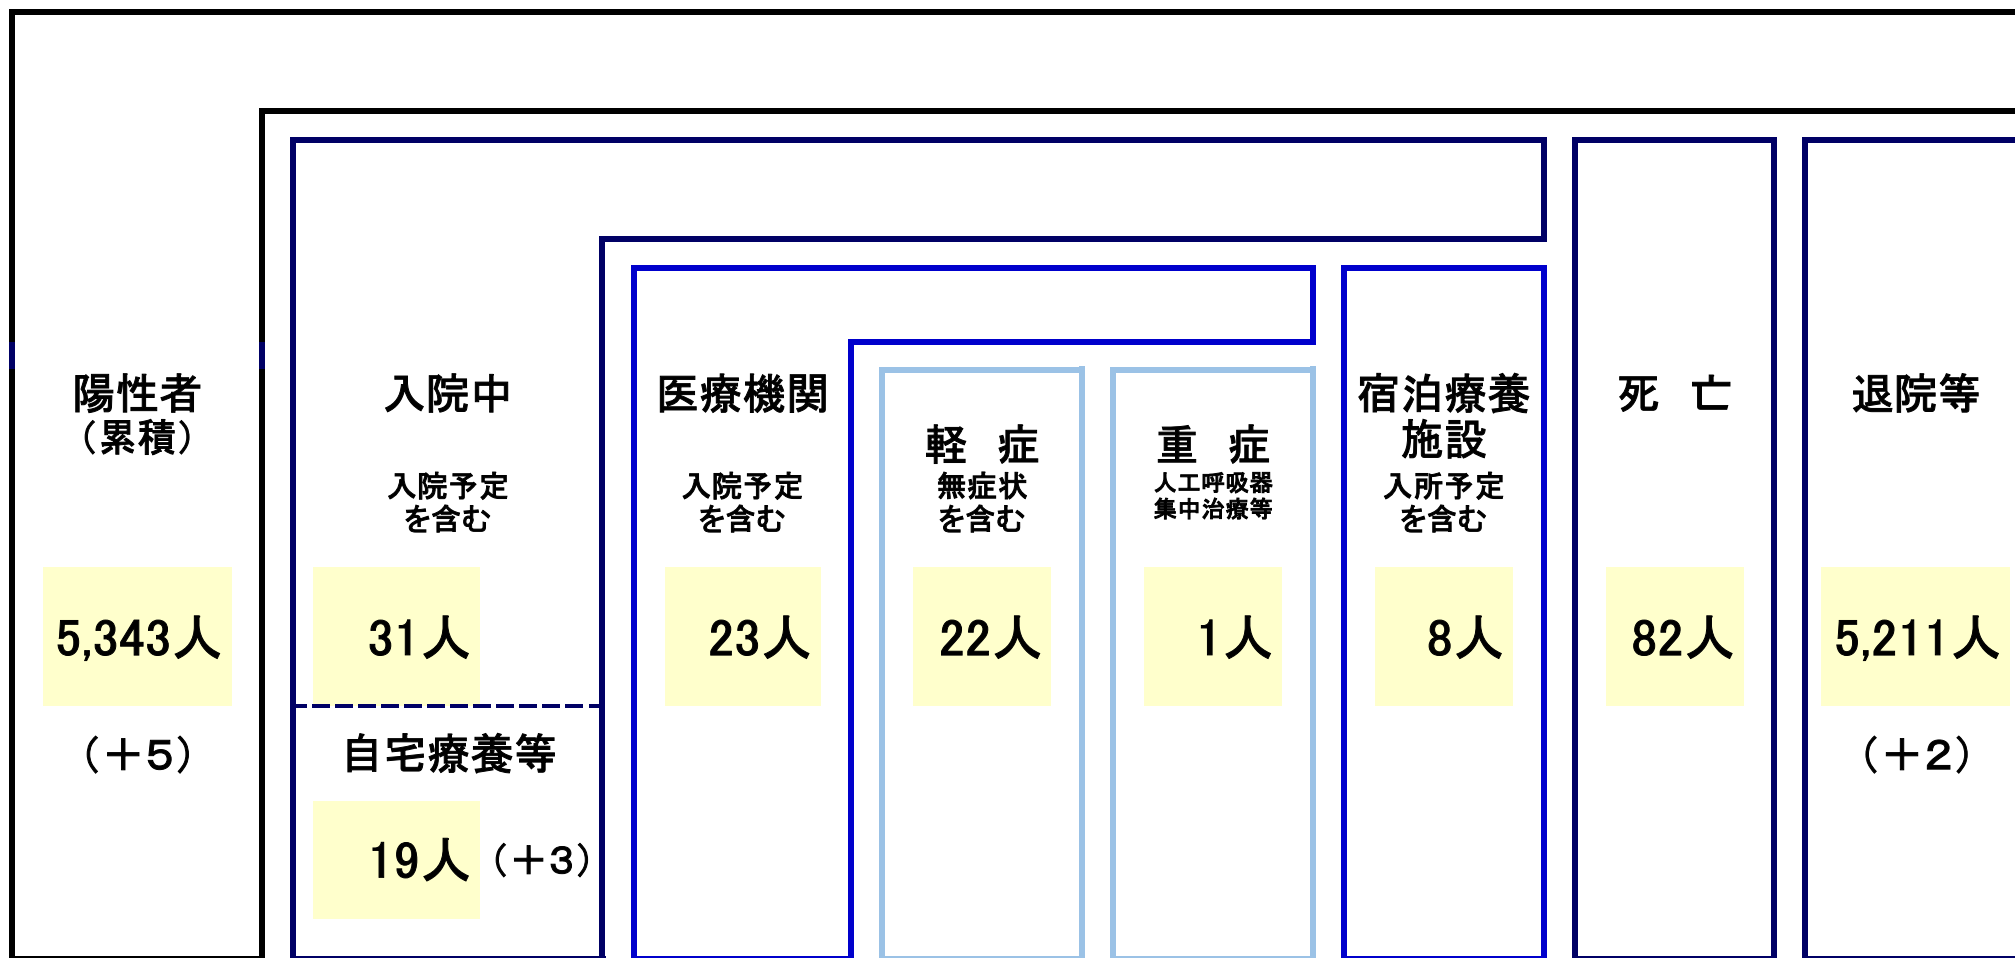 陽性者
（累積）
5,343人
（＋5）
入院中
入院予定
を含む
31人
自宅療養等
19人（＋3）
医療機関
入院予定
を含む
23人
軽　症
無症状
を含む
22人
重　症
人工呼吸器
集中治療等
1人
宿泊療養
施設
入所予定
を含む
8人
死　亡
82人
退院等
5,211人
（＋2）